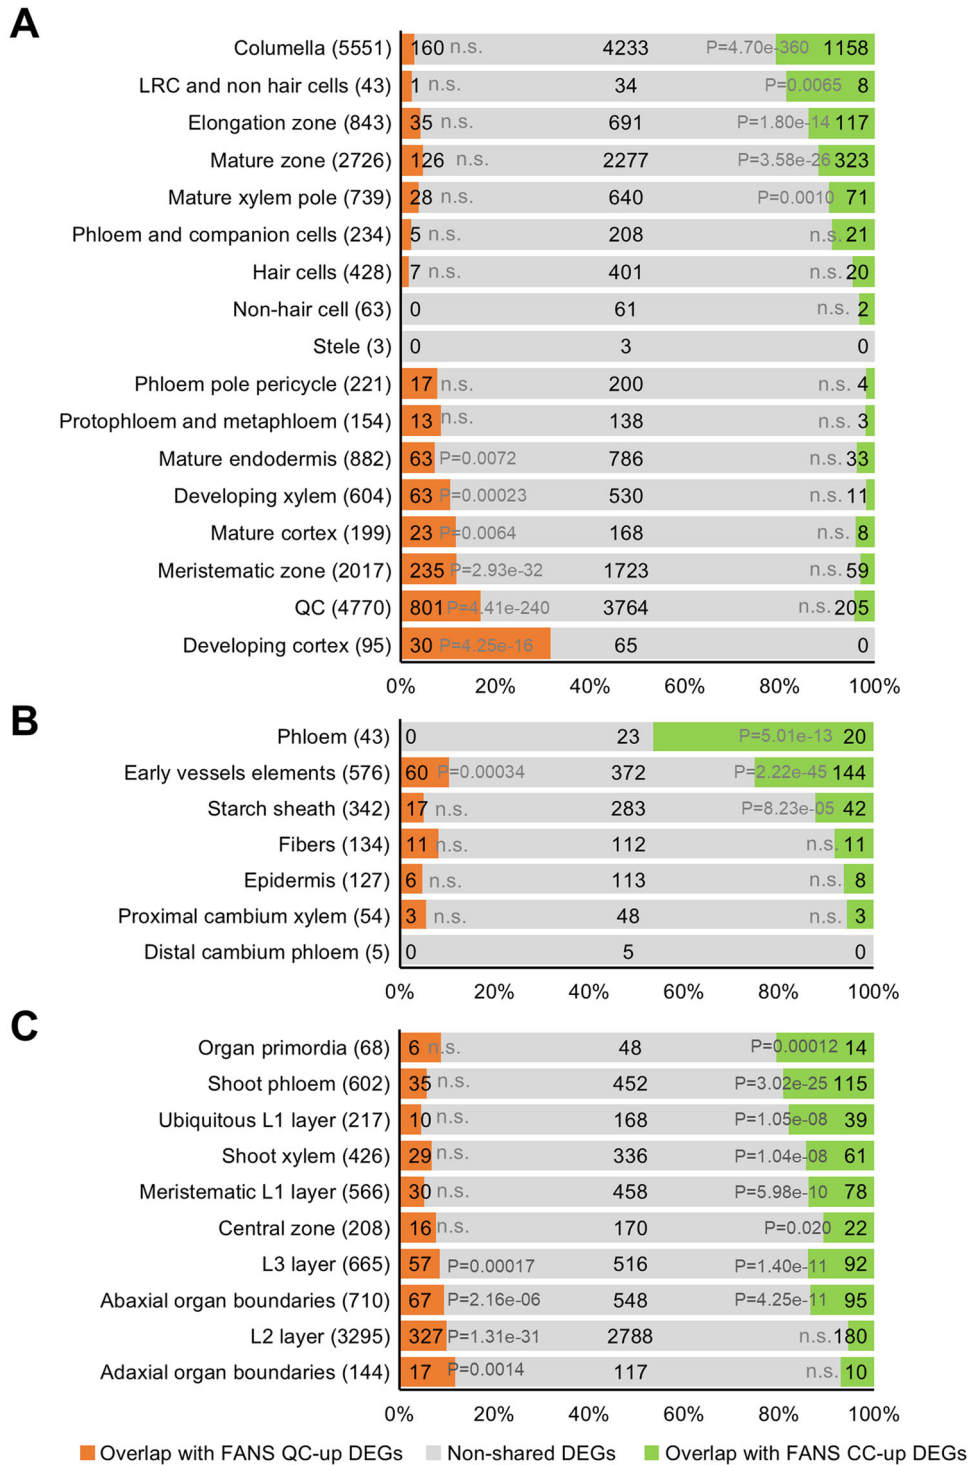 A
Columella (5551) 160 n.s. 4233 P=4.70e-360 1158
LRC and non hair cells (43) 1 n.s. 34 P=0.0065 8
Elongation zone (843) 35 n.s. 691 P=1.80e-14 117
Mature zone (2726) 126 n.s. 2277 P=3.58e-26 323
Mature xylem pole (739) 28 n.s. 640 P=0.0010 71
Phloem and companion cells (234) 5 n.s. 208 n.s. 21
Hair cells (428) 7 n.s. 401 n.s. 20
Non-hair cell (63) 0 61 n.s. 2
Stele (3) 0 3 0
Phloem pole pericycle (221) 17 n.s. 200 n.s. 4
Protophloem and metaphloem (154) 13 n.s. 138 n.s. 3
Mature endodermis (882) 63 P=0.0072 786 n.s. 33
Developing xylem (604) 63 P=0.00023 530 n.s. 11
Mature cortex (199) 23 P=0.0064 168 n.s. 8
Meristematic zone (2017) 235 P=2.93e-32 1723 n.s. 59
QC (4770) 801 P=4.41e-240 3764 n.s. 205
Developing cortex (95) 30 P=4.25e-16 65 0
0% 20% 40% 60% 80% 100%
B
Phloem (43) 0 23 P=5.01e-13 20
Early vessels elements (576) 60 P=0.00034 372 P=2.22e-45 144
Starch sheath (342) 17 n.s. 283 P=8.23e-05 42
Fibers (134) 11 n.s. 112 n.s. 11
Epidermis (127) 6 n.s. 113 n.s. 8
Proximal cambium xylem (54) 3 n.s. 48 n.s. 3
Distal cambium phloem (5) 0 5 0
0% 20% 40% 60% 80% 100%
C
Organ primordia (68) 6 n.s. 48 P=0.00012 14
Shoot phloem (602) 35 n.s. 452 P=3.02e-25 115
Ubiquitous L1 layer (217) 10 n.s. 168 P=1.05e-08 39
Shoot xylem (426) 29 n.s. 336 P=1.04e-08 61
Meristematic L1 layer (566) 30 n.s. 458 P=5.98e-10 78
Central zone (208) 16 n.s. 170 P=0.020 22
L3 layer (665) 57 P=0.00017 516 P=1.40e-11 92
Abaxial organ boundaries (710) 67 P=2.16e-06 548 P=4.25e-11 95
L2 layer (3295) 327 P=1.31e-31 2788 n.s. 180
Adaxial organ boundaries (144) 17 P=0.0014 117 n.s. 10
0% 20% 40% 60% 80% 100%
Overlap with FANS QC-up DEGs Non-shared DEGs Overlap with FANS CC-up DEGs